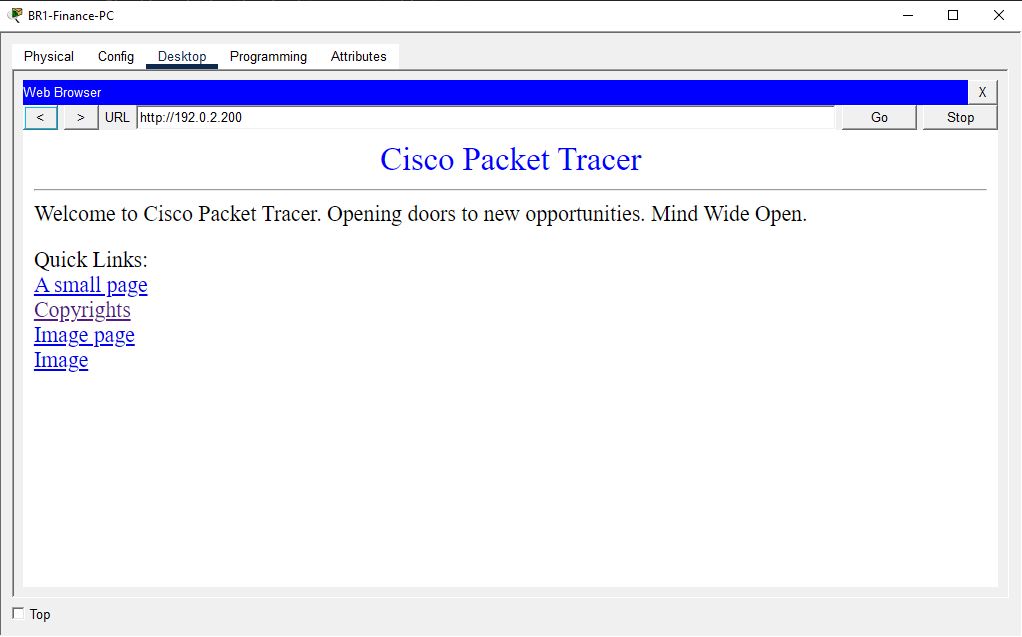 BR1-Finance-PC
Physical Config Desktop Programming Attributes
Web Browser X
< > URL http://192.0.2.200 Go Stop
Cisco Packet Tracer
Welcome to Cisco Packet Tracer. Opening doors to new opportunities. Mind Wide Open.
Quick Links:
A small page
Copyrights
Image page
Image
Top